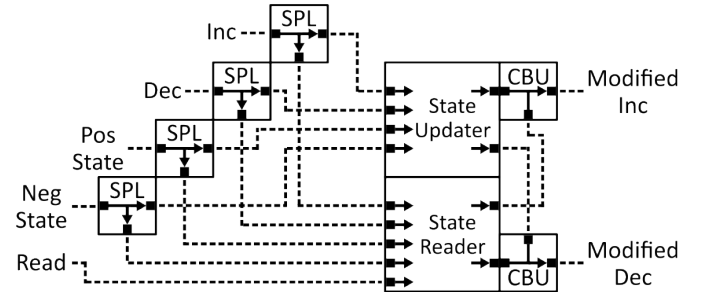 SPL
Inc
SPL
Dec
CBU
Modified
Inc
State
Updater
SPL
Pos
State
SPL
Neg
State
State
Reader
Read
CBU
Modified
Dec